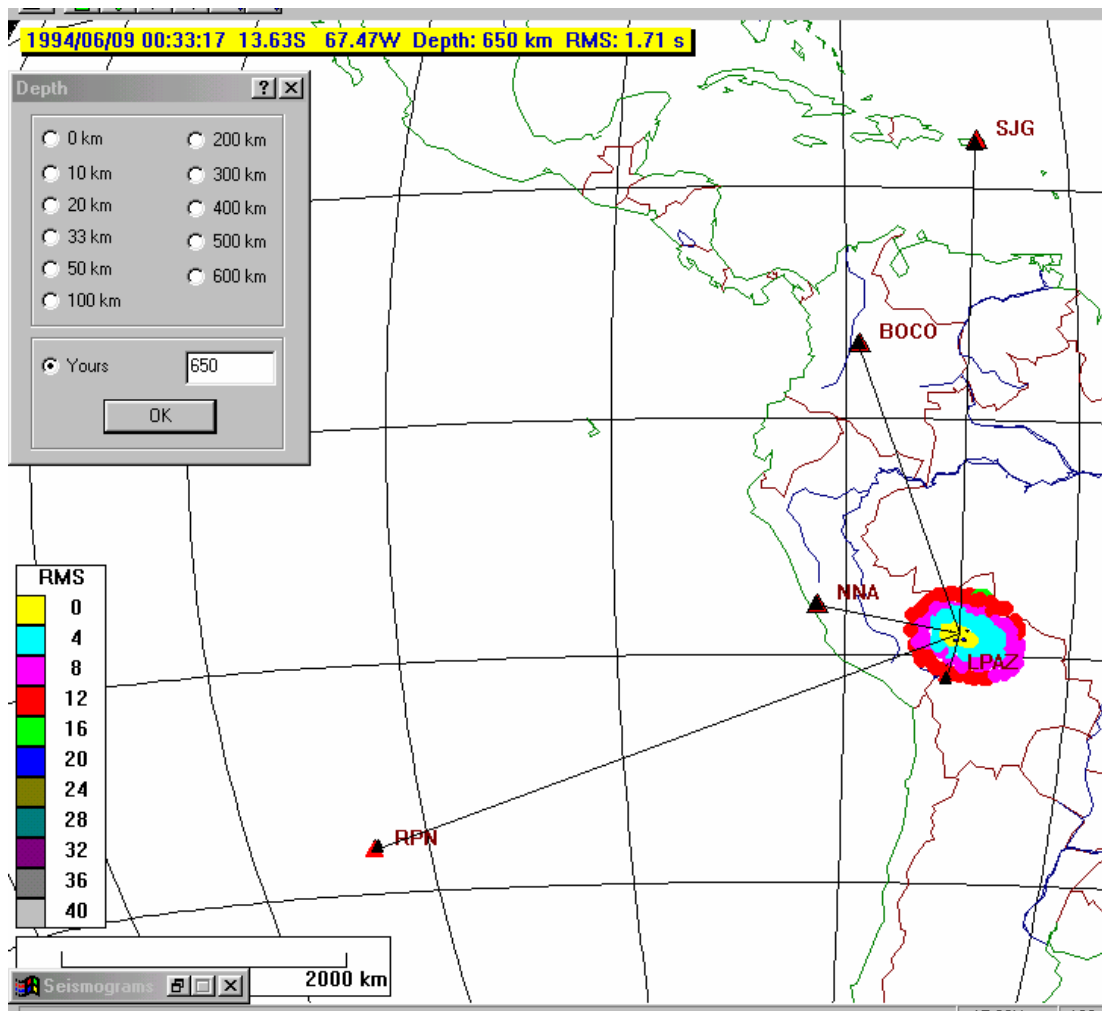 1994/06/09 00:33:17 13.63S 67.47W Depth: 650 km RMS: 1.71 s
Depth
0 km
200 km
10 km
300 km
20 km
400 km
33 km
500 km
50 km
600 km
100 km
Yours
650
OK
SJG
BOCO
NNA
LPAZ
RPN
RMS
0
4
8
12
16
20
24
28
32
36
40
2000 km
Seismograms